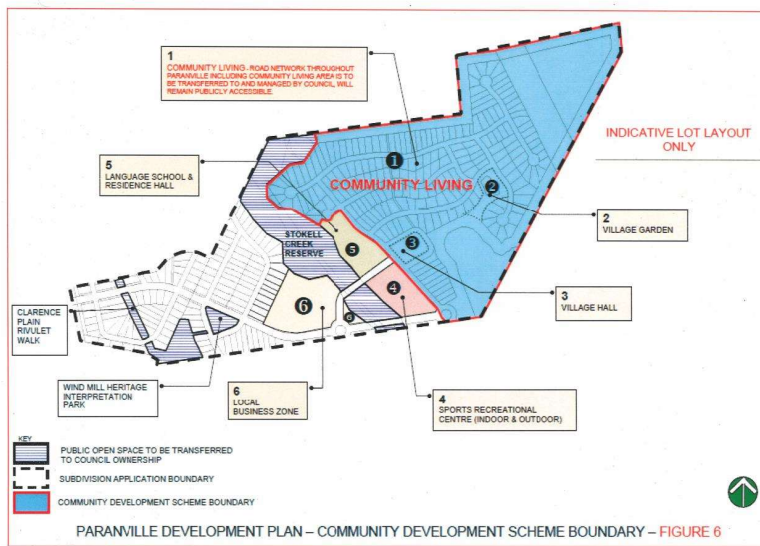 1
COMMUNITY LIVING - ROAD NETWORK THROUGHOUT
PARANVILLE INCLUDING COMMUNITY LIVING AREA IS TO
BE TRANSFERRED TO AND MANAGED BY COUNCIL, WILL
REMAIN PUBLICLY ACCESSIBLE.
INDICATIVE LOT LAYOUT
ONLY
5
LANGUAGE SCHOOL &
RESIDENCE HALL
1
COMMUNITY LIVING
2
2
VILLAGE GARDEN
STOKELL
CREEK
RESERVE
5
3
4
3
VILLAGE HALL
6
6
CLARENCE
PLAIN
RIVULET
WALK
WIND MILL HERITAGE
INTERPRETATION
PARK
6
LOCAL
BUSINESS ZONE
4
SPORTS RECREATIONAL
CENTRE (INDOOR & OUTDOOR)
KEY
PUBLIC OPEN SPACE TO BE TRANSFERRED
TO COUNCIL OWNERSHIP
SUBDIVISION APPLICATION BOUNDARY
COMMUNITY DEVELOPMENT SCHEME BOUNDARY
PARANVILLE DEVELOPMENT PLAN – COMMUNITY DEVELOPMENT SCHEME BOUNDARY – FIGURE 6